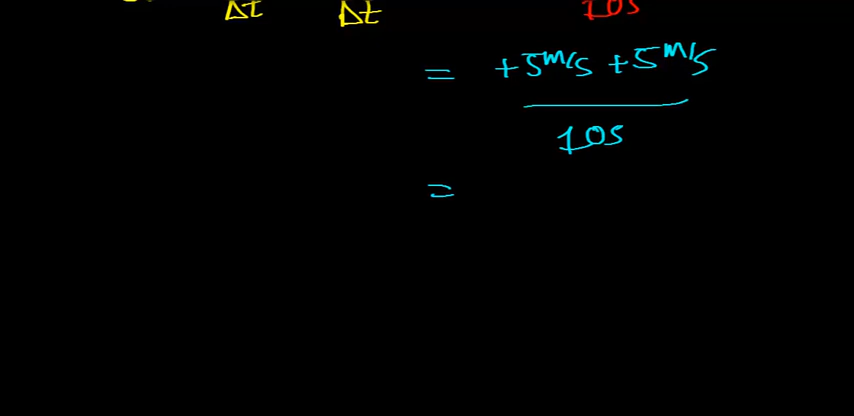 Δt Δt 10s
= +5m/s +5m/s
10s
=